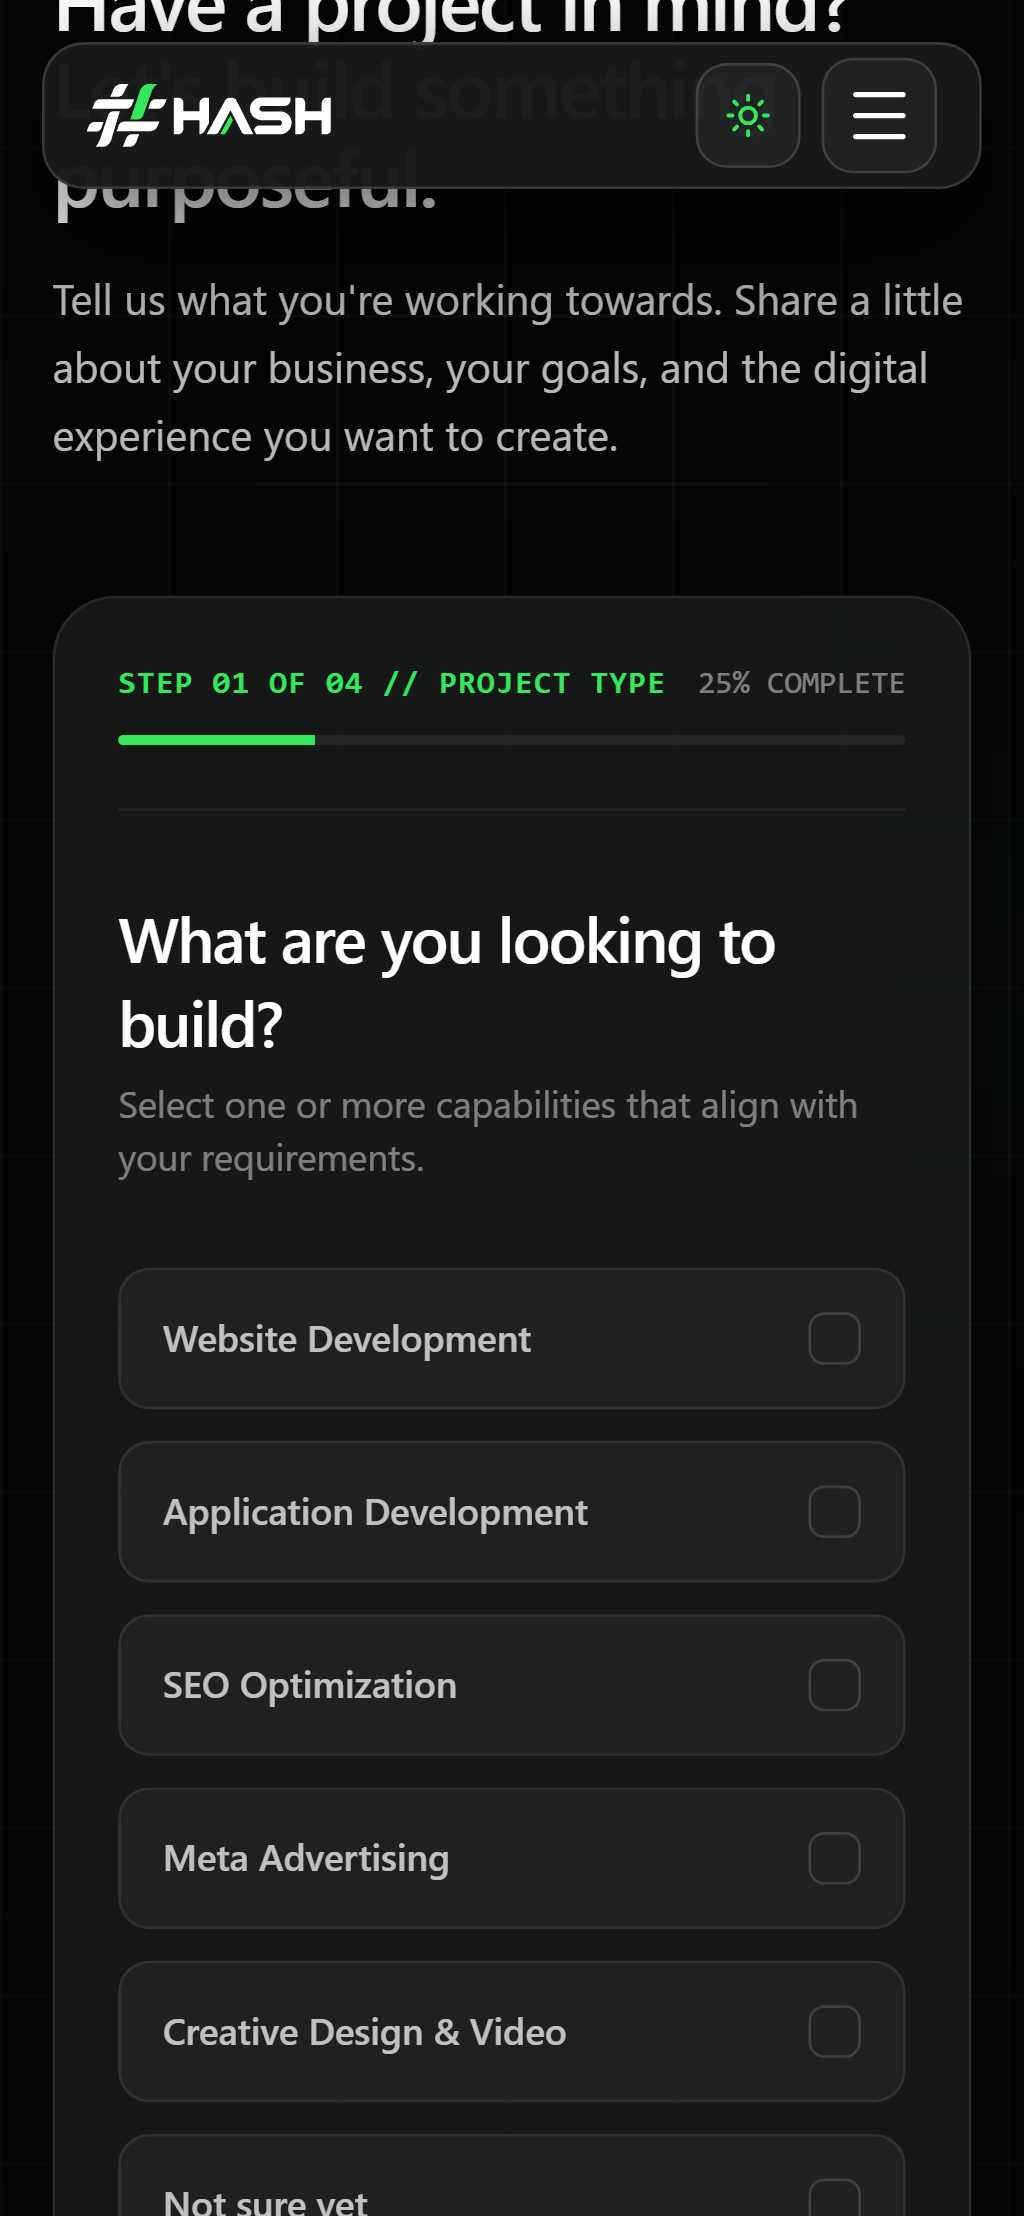 Have a project in mind?
Let's build something
purposeful.
HASH
Tell us what you're working towards. Share a little
about your business, your goals, and the digital
experience you want to create.
STEP 01 OF 04 // PROJECT TYPE 25% COMPLETE
What are you looking to
build?
Select one or more capabilities that align with
your requirements.
Website Development
Application Development
SEO Optimization
Meta Advertising
Creative Design & Video
Not sure yet